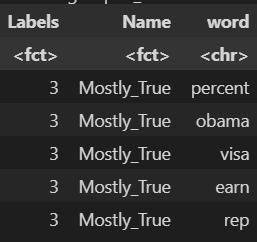 Labels Name word
<fct> <fct> <chr>
3 Mostly_True percent
3 Mostly_True obama
3 Mostly_True visa
3 Mostly_True earn
3 Mostly_True rep